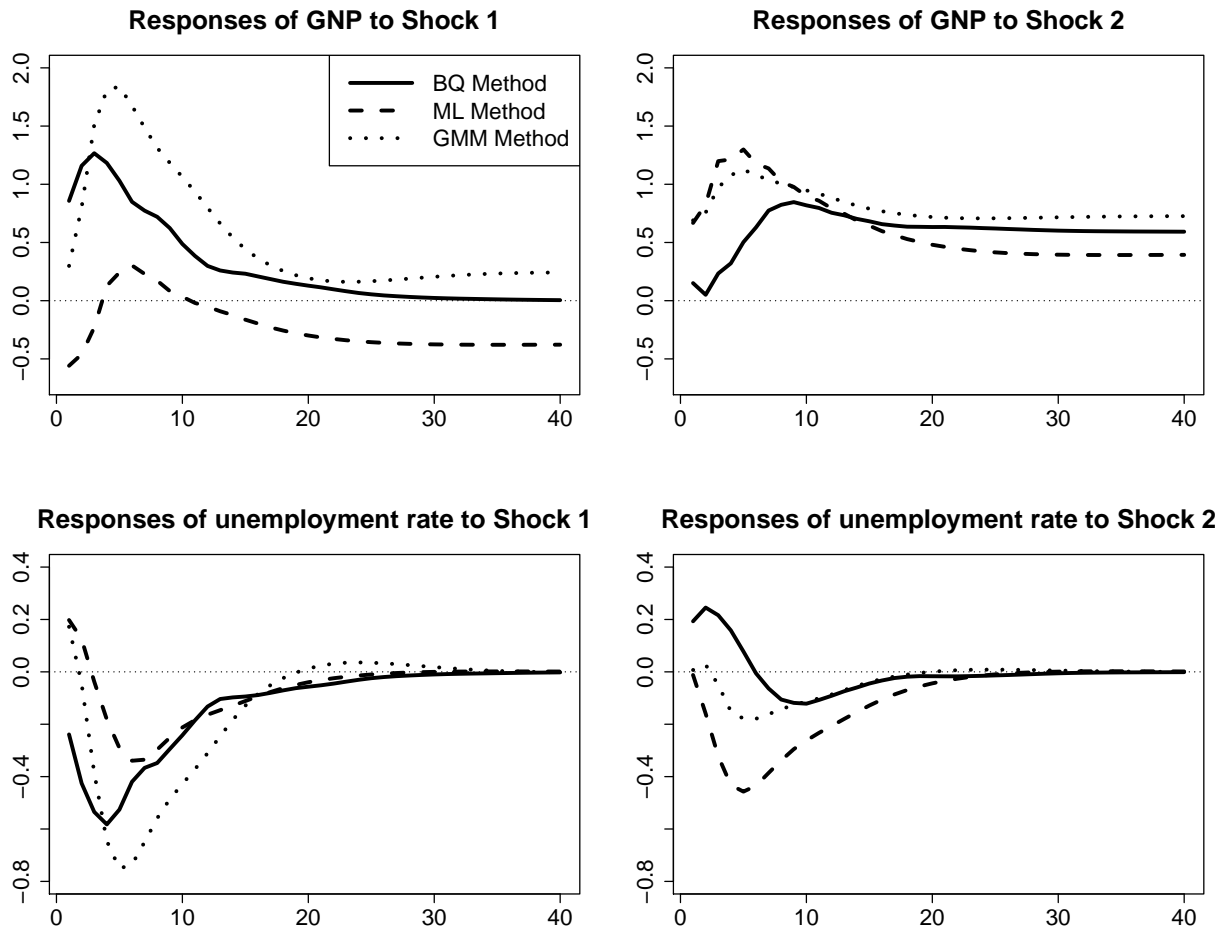 Responses of GNP to Shock 1
2.0
1.5
1.0
0.5
0.0
−0.5
BQ Method
ML Method
GMM Method
0 10 20 30 40
Responses of GNP to Shock 2
2.0
1.5
1.0
0.5
0.0
−0.5
0 10 20 30 40
Responses of unemployment rate to Shock 1
0.4
0.2
0.0
−0.4
−0.8
0 10 20 30 40
Responses of unemployment rate to Shock 2
0.4
0.2
0.0
−0.4
−0.8
0 10 20 30 40